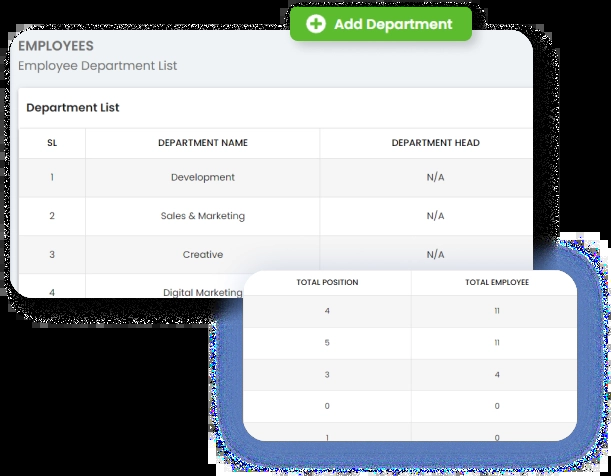 Add Department
EMPLOYEES
Employee Department List
Department List
SL DEPARTMENT NAME DEPARTMENT HEAD
1 Development N/A
2 Sales & Marketing N/A
3 Creative N/A
4 Digital Marketing
TOTAL POSITION TOTAL EMPLOYEE
4 11
5 11
3 4
0 0
1 0